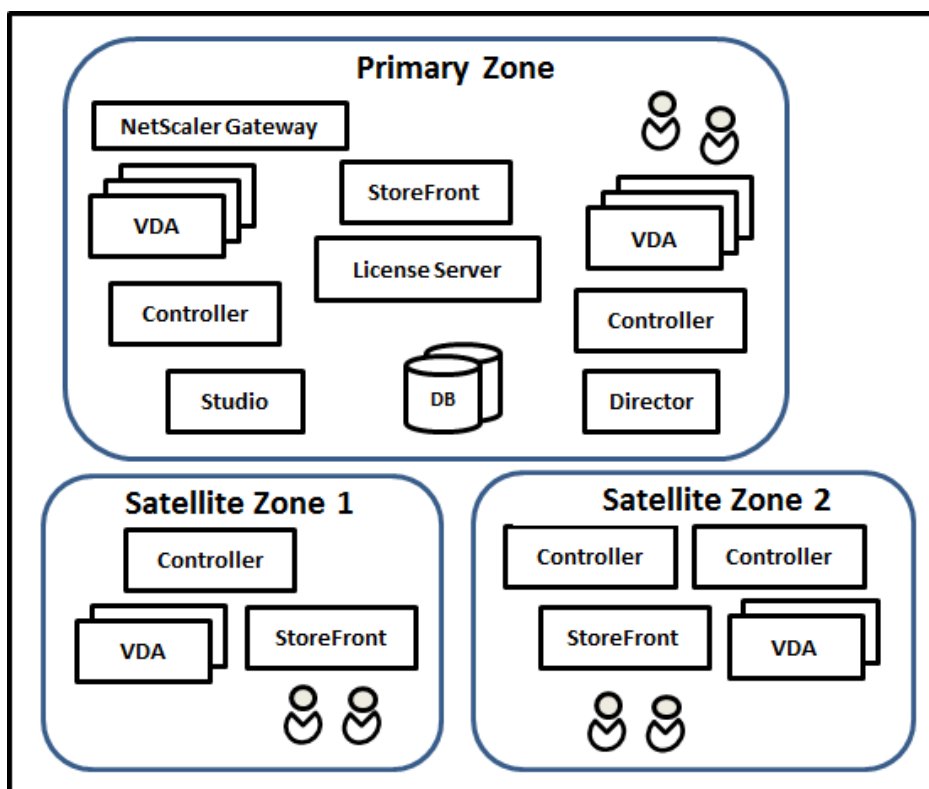 Primary Zone
NetScaler Gateway
StoreFront
VDA
VDA
License Server
Controller
Controller
Studio
DB
Director
Satellite Zone 1
Controller
VDA
StoreFront
Satellite Zone 2
Controller
Controller
StoreFront
VDA